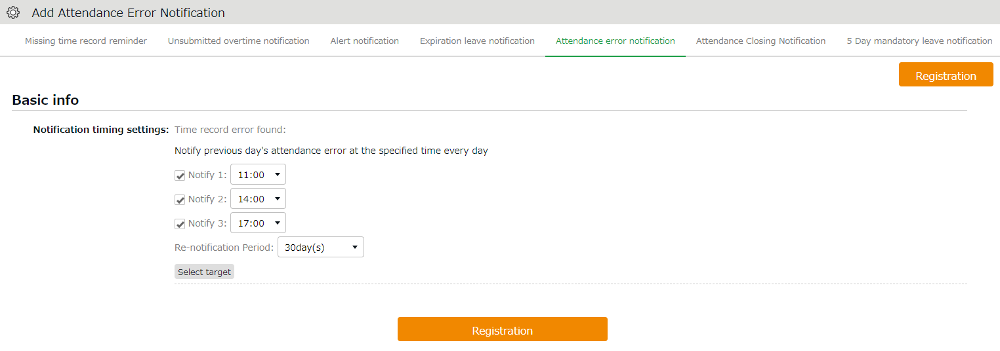 Add Attendance Error Notification
Missing time record reminder Unsubmitted overtime notification Alert notification Expiration leave notification Attendance error notification Attendance Closing Notification 5 Day mandatory leave notification
Registration
Basic info
Notification timing settings: Time record error found:
Notify previous day's attendance error at the specified time every day
Notify 1: 11:00
Notify 2: 14:00
Notify 3: 17:00
Re-notification Period: 30day(s)
Select target
Registration